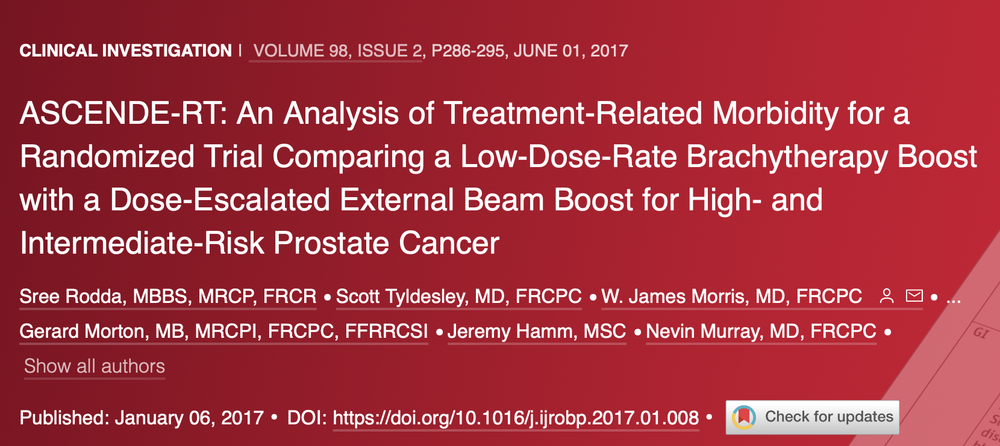 CLINICAL INVESTIGATION | VOLUME 98, ISSUE 2, P286-295, JUNE 01, 2017
ASCENDE-RT: An Analysis of Treatment-Related Morbidity for a
Randomized Trial Comparing a Low-Dose-Rate Brachytherapy Boost
with a Dose-Escalated External Beam Boost for High- and
Intermediate-Risk Prostate Cancer
Sree Rodda, MBBS, MRCP, FRCR • Scott Tyldesley, MD, FRCPC • W. James Morris, MD, FRCPC • ...
Gerard Morton, MB, MRCPI, FRCPC, FFRRCSI • Jeremy Hamm, MSC • Nevin Murray, MD, FRCPC •
GI
Show all authors
Published: January 06, 2017 • DOI: https://doi.org/10.1016/j.ijrobp.2017.01.008 • Check for updates